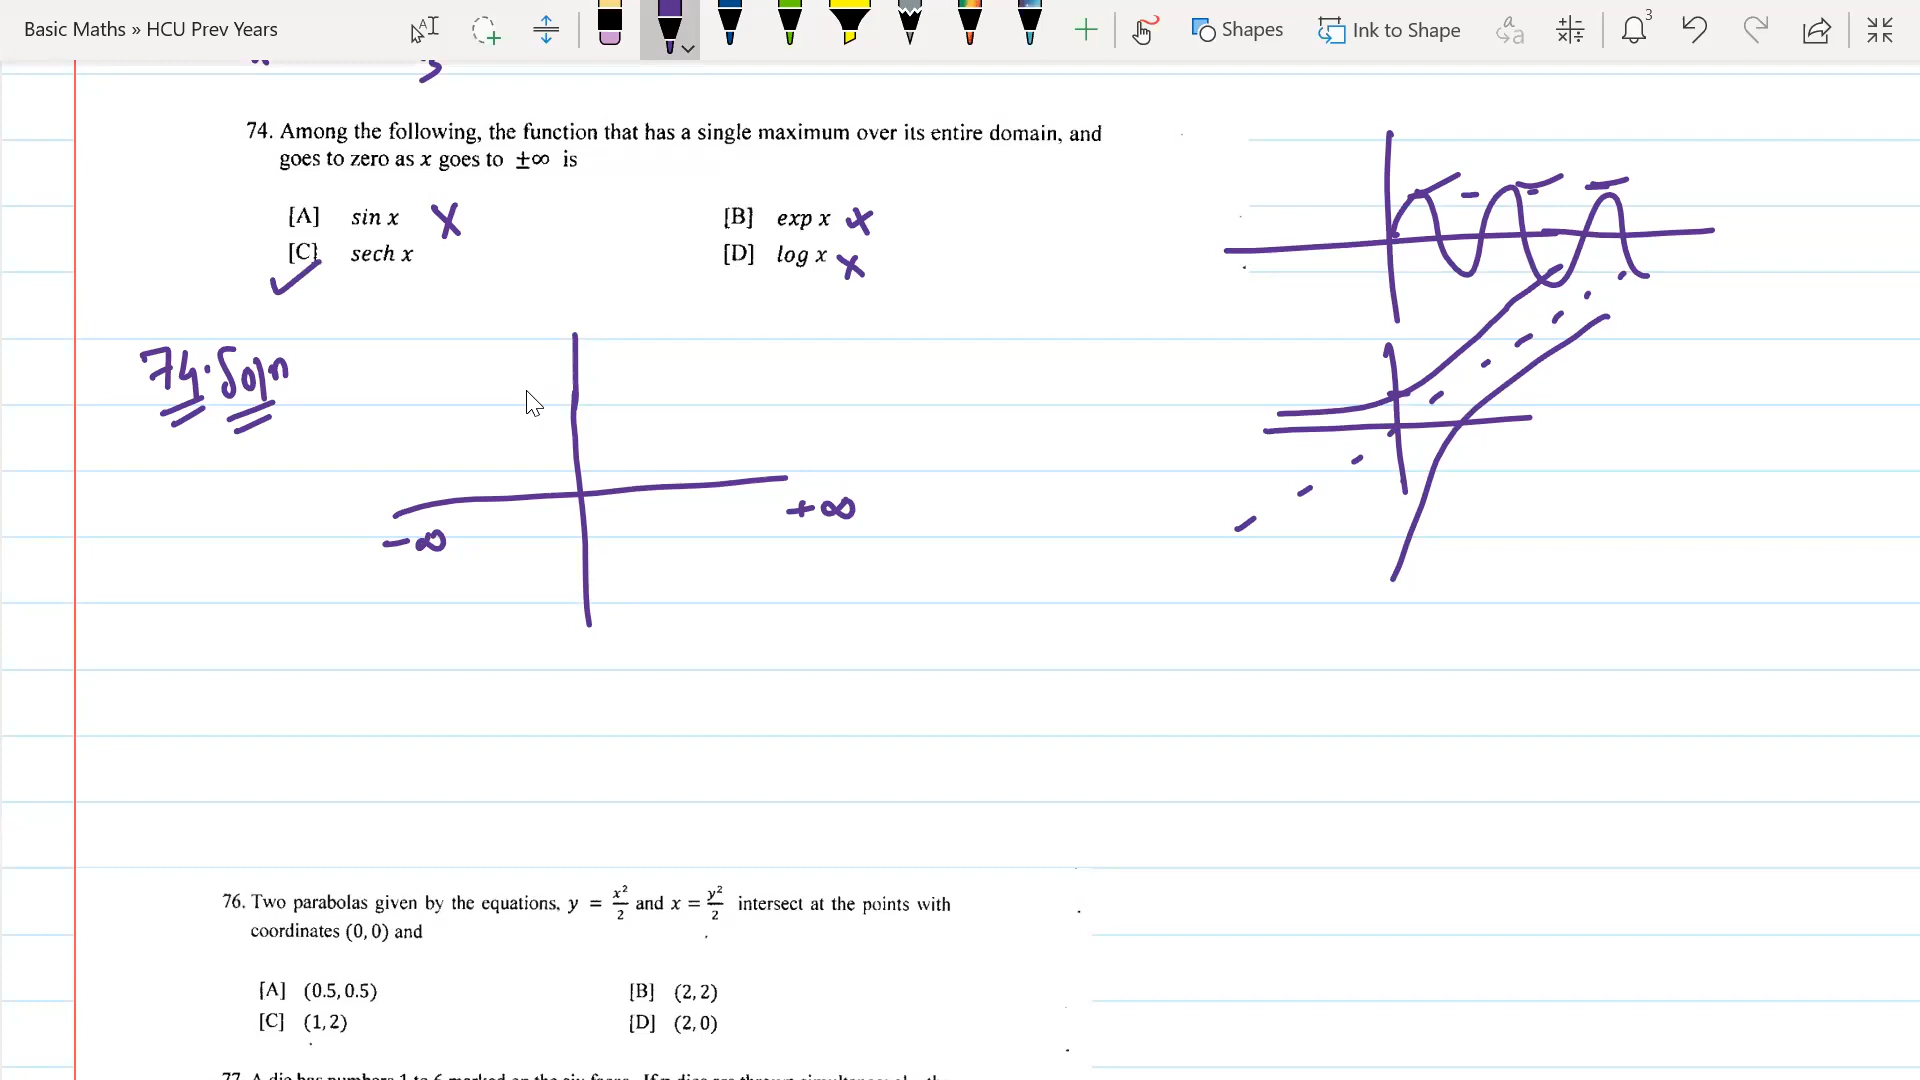 Basic Maths » HCU Prev Years
Shapes
Ink to Shape
3
74. Among the following, the function that has a single maximum over its entire domain, and
goes to zero as x goes to ±∞ is
[A] sin x X
[B] exp x x
[C] sech x
[D] log x x
74. Soln
+∞
-∞
76. Two parabolas given by the equations, y = x²/2 and x = y²/2 intersect at the points with
coordinates (0, 0) and
[A] (0.5, 0.5)
[B] (2, 2)
[C] (1, 2)
[D] (2, 0)